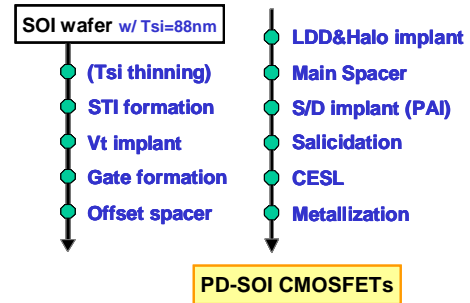 SOI wafer w/ Tsi=88nm
(Tsi thinning)
STI formation
Vt implant
Gate formation
Offset spacer
LDD&Halo implant
Main Spacer
S/D implant (PAI)
Salicidation
CESL
Metallization
PD-SOI CMOSFETs